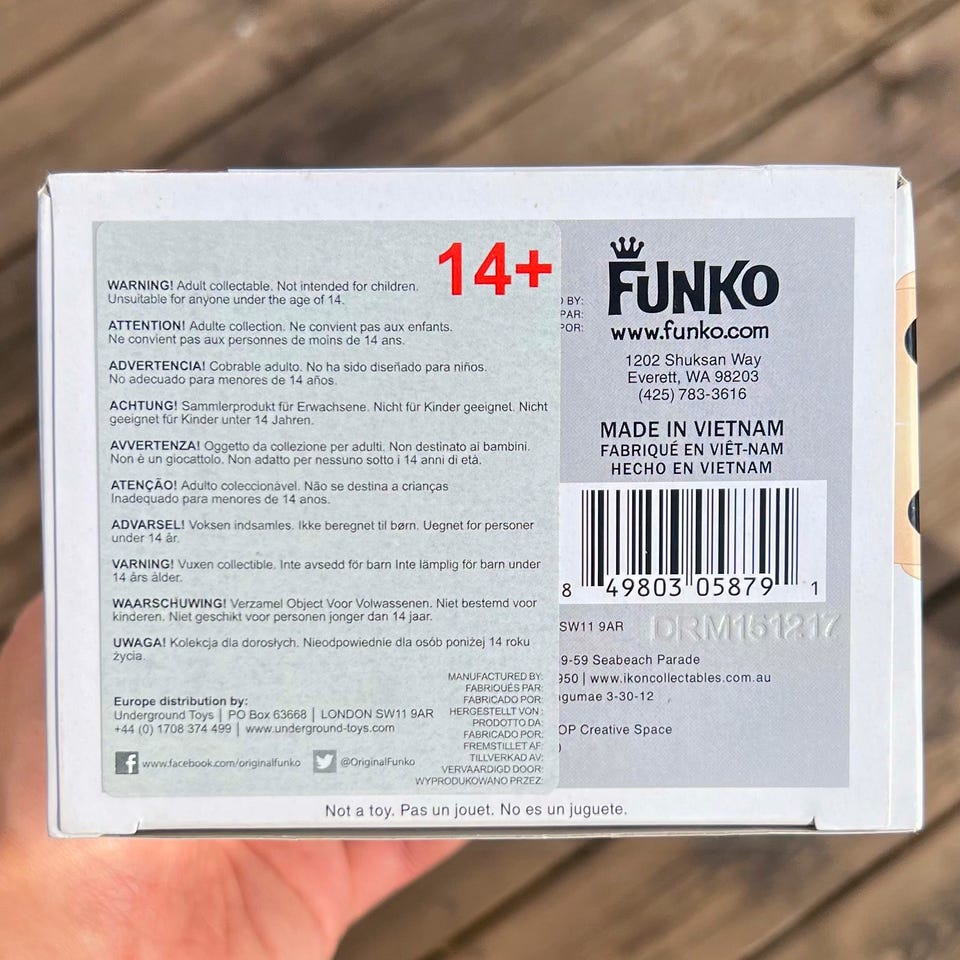 14+
WARNING! Adult collectable. Not intended for children.
Unsuitable for anyone under the age of 14.
ATTENTION! Adulte collection. Ne convient pas aux enfants.
Ne convient pas aux personnes de moins de 14 ans.
ADVERTENCIA! Cobrable adulto. No ha sido diseñado para niños.
No adecuado para menores de 14 años.
ACHTUNG! Sammlerprodukt für Erwachsene. Nicht für Kinder geeignet. Nicht
geeignet für Kinder unter 14 Jahren.
AVVERTENZA! Oggetto da collezione per adulti. Non destinato ai bambini.
Non è un giocattolo. Non adatto per nessuno sotto i 14 anni di età.
ATENÇÃO! Adulto coleccionável. Não se destina a crianças
Inadequado para menores de 14 anos.
ADVARSEL! Voksen indsamles. Ikke beregnet til børn. Uegnet for personer
under 14 år.
VARNING! Vuxen collectible. Inte avsedd för barn Inte lämplig för barn under
14 års ålder.
WAARSCHUWING! Verzamel Object Voor Volwassenen. Niet bestemd voor
kinderen. Niet geschikt voor personen jonger dan 14 jaar.
UWAGA! Kolekcja dla dorosłych. Nieodpowiednie dla osób poniżej 14 roku
życia.
Europe distribution by:
Underground Toys | PO Box 63668 | LONDON SW11 9AR
+44 (0) 1708 374 499 | www.underground-toys.com
www.facebook.com/originalfunko @OriginalFunko
MANUFACTURED BY:
FABRIQUÉS PAR:
FABRICADO POR:
HERGESTELLT VON :
PRODOTTO DA:
FABRICADO POR:
FREMSTILLET AF:
TILLVERKAD AV:
VERVAARDIGD DOOR:
WYPRODUKOWANO PRZEZ:
BY:
PAR:
POR:
FUNKO
www.funko.com
1202 Shuksan Way
Everett, WA 98203
(425) 783-3616
MADE IN VIETNAM
FABRIQUÉ EN VIÊT-NAM
HECHO EN VIETNAM
8 49803 05879 1
SW11 9AR
DRM151217
9-59 Seabeach Parade
950 | www.ikoncollectables.com.au
gumae 3-30-12
OP Creative Space
)
Not a toy. Pas un jouet. No es un juguete.